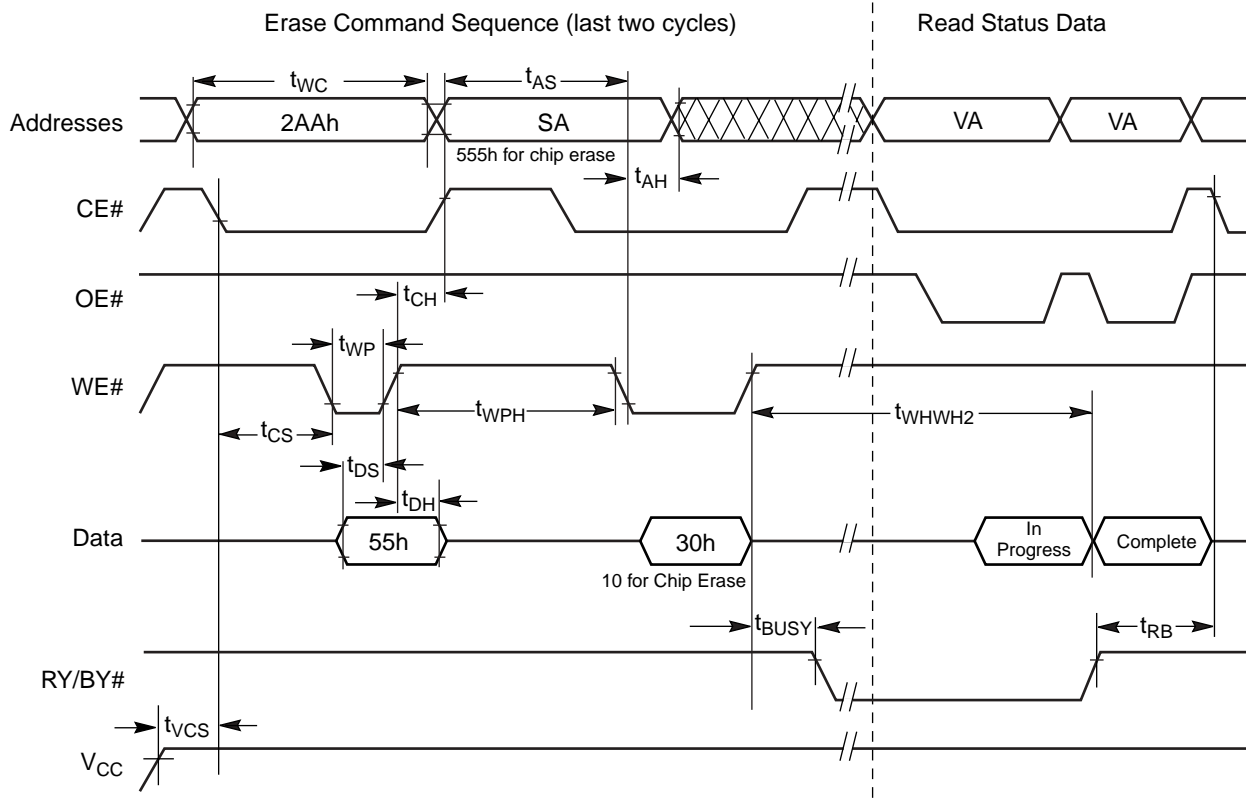 Erase Command Sequence (last two cycles)
Read Status Data
tWC
tAS
Addresses
2AAh
SA
VA
VA
555h for chip erase
tAH
CE#
OE#
tCH
tWP
WE#
tWPH
tWHWH2
tCS
tDS
tDH
Data
55h
30h
In
Progress
Complete
10 for Chip Erase
tBUSY
tRB
RY/BY#
tVCS
VCC